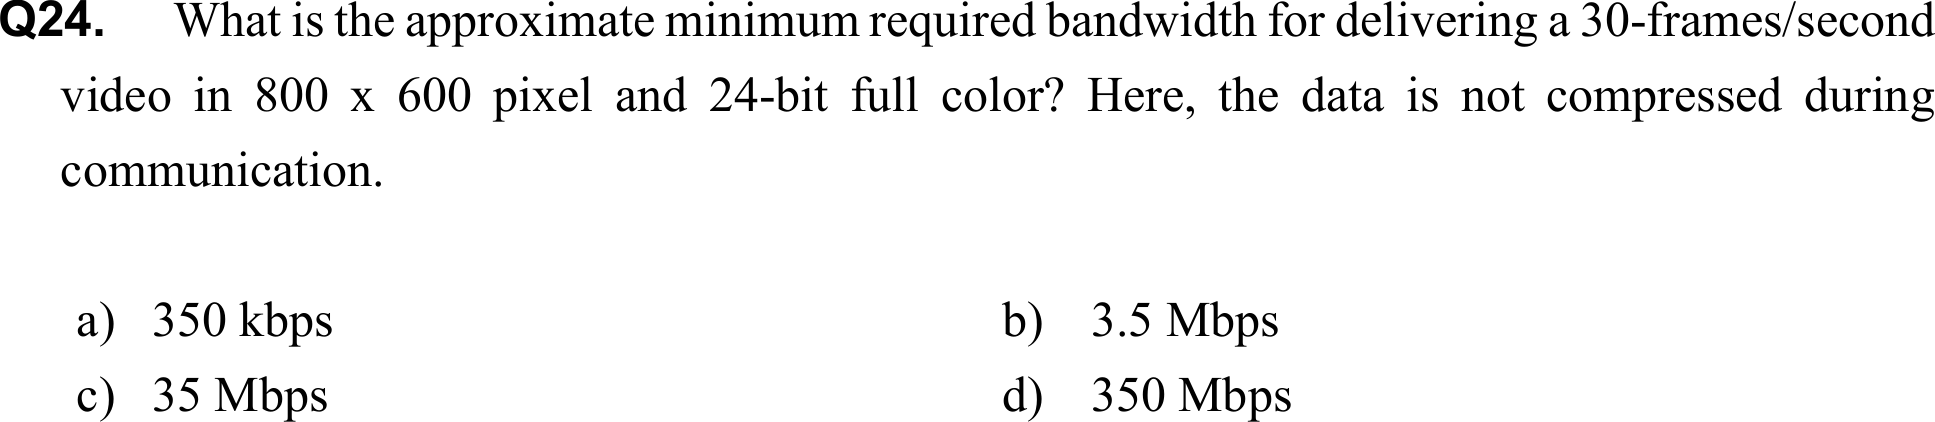 Q24. What is the approximate minimum required bandwidth for delivering a 30-frames/second
video in 800 x 600 pixel and 24-bit full color? Here, the data is not compressed during
communication.
a) 350 kbps b) 3.5 Mbps
c) 35 Mbps d) 350 Mbps